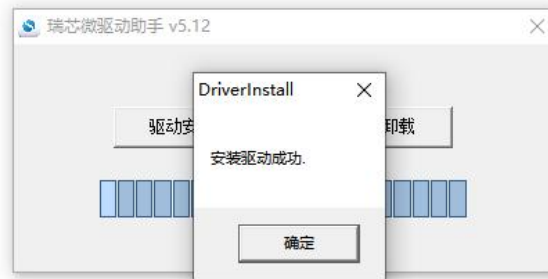 瑞芯微驱动助手 v5.12
DriverInstall
驱动安
卸载
安装驱动成功.
确定